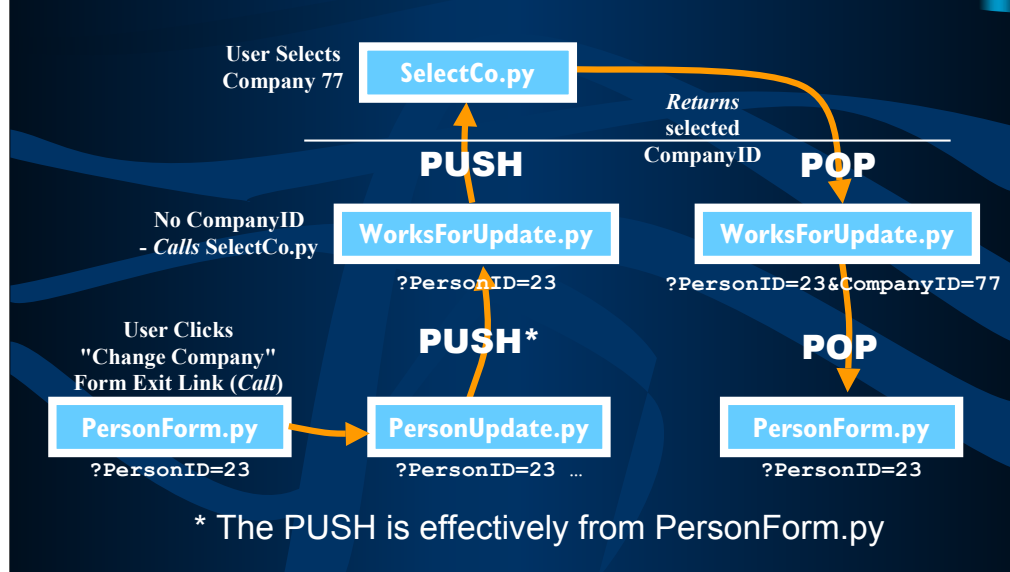 User Selects
Company 77
SelectCo.py
Returns
selected
CompanyID
PUSH
POP
No CompanyID
- Calls SelectCo.py
WorksForUpdate.py
?PersonID=23
WorksForUpdate.py
?PersonID=23&CompanyID=77
User Clicks
"Change Company"
Form Exit Link (Call)
PUSH*
POP
PersonForm.py
?PersonID=23
PersonUpdate.py
?PersonID=23 …
PersonForm.py
?PersonID=23
* The PUSH is effectively from PersonForm.py